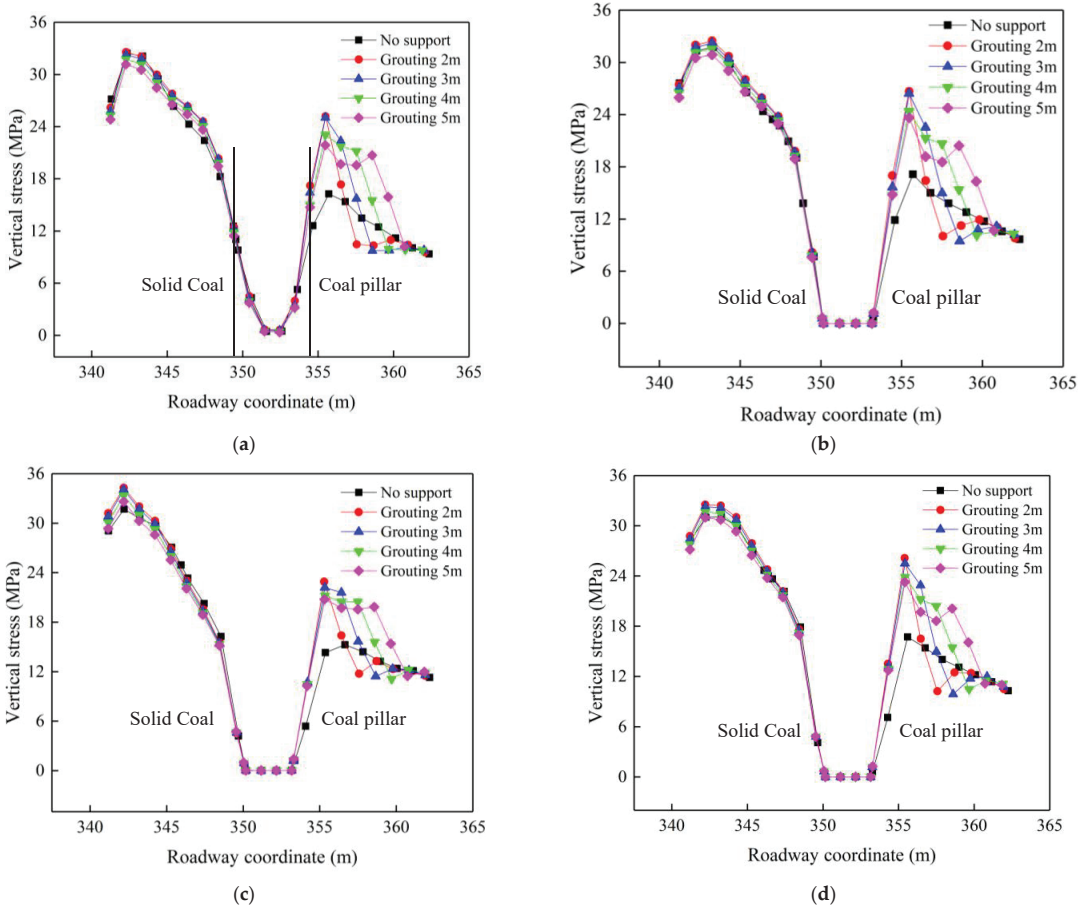 36
30
24
18
12
6
0
Vertical stress (MPa)
No support
Grouting 2m
Grouting 3m
Grouting 4m
Grouting 5m
Solid Coal
Coal pillar
340 345 350 355 360 365
Roadway coordinate (m)
(a)
36
30
24
18
12
6
0
Vertical stress (MPa)
No support
Grouting 2m
Grouting 3m
Grouting 4m
Grouting 5m
Solid Coal
Coal pillar
340 345 350 355 360 365
Roadway coordinate (m)
(b)
36
30
24
18
12
6
0
Vertical stress (MPa)
No support
Grouting 2m
Grouting 3m
Grouting 4m
Grouting 5m
Solid Coal
Coal pillar
340 345 350 355 360 365
Roadway coordinate (m)
(c)
36
30
24
18
12
6
0
Vertical stress (MPa)
No support
Grouting 2m
Grouting 3m
Grouting 4m
Grouting 5m
Solid Coal
Coal pillar
340 345 350 355 360 365
Roadway coordinate (m)
(d)